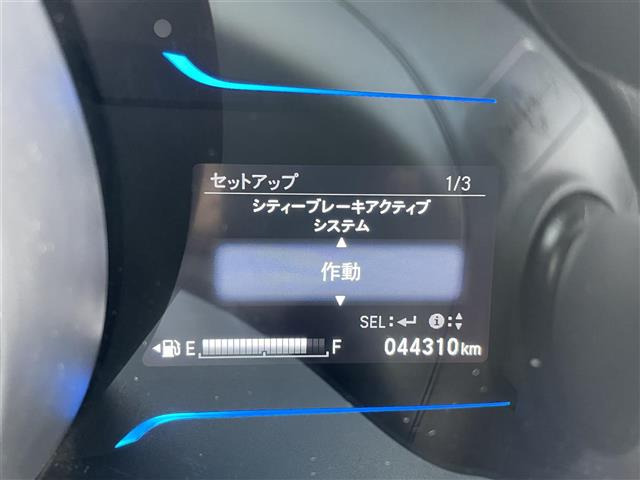 セットアップ 1/3
シティーブレーキアクティブ
システム
▲
作動
▼
SEL:↵ i:▲▼
E F 044310km